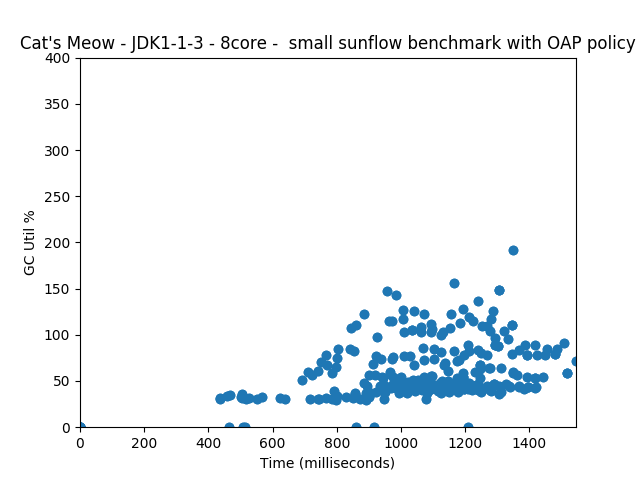 Cat's Meow - JDK1-1-3 - 8core -  small sunflow benchmark with OAP policy
400
350
300
250
200
150
100
50
0
GC Util %
0 200 400 600 800 1000 1200 1400
Time (milliseconds)